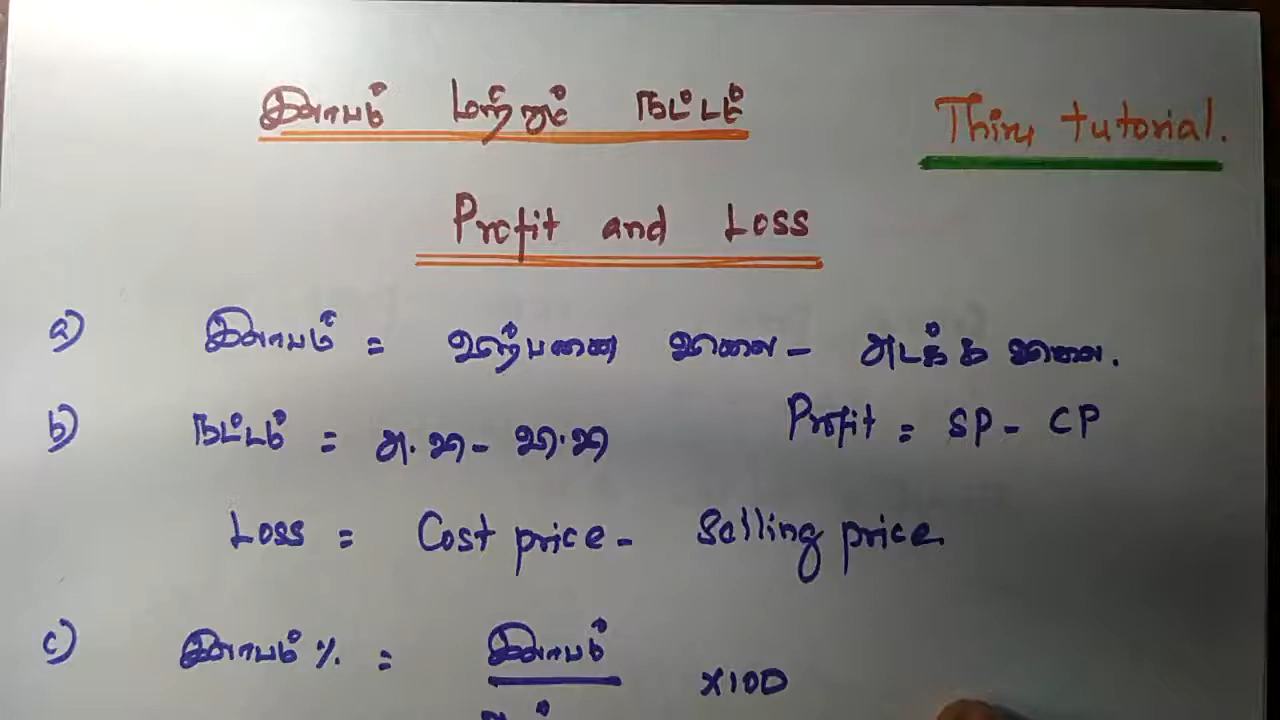 இலாபம் மற்றும் நட்டம்
Thiru tutorial.
Profit and Loss
a) இலாபம் = விற்பனை விலை - அடக்க விலை.
b) நட்டம் = அ.வி - வி.வி Profit = SP - CP
Loss = Cost price - Selling price
c) இலாபம் % = இலாபம் x100